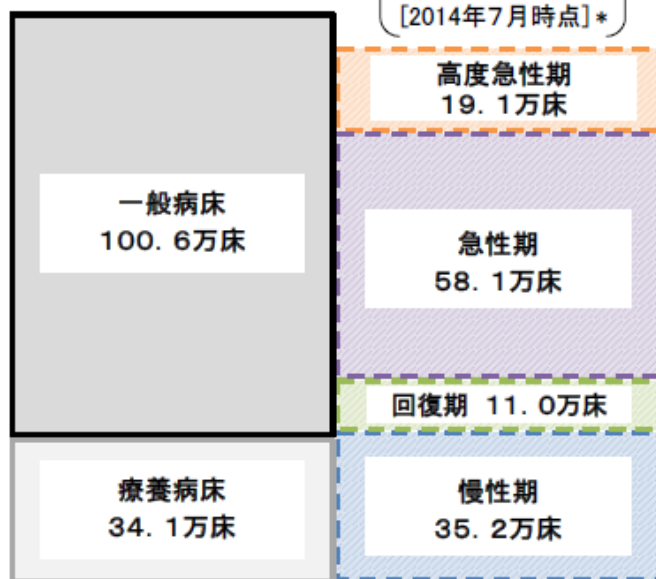 [2014年7月時点]*
高度急性期
19.1万床
一般病床
100.6万床
急性期
58.1万床
回復期 11.0万床
療養病床
34.1万床
慢性期
35.2万床